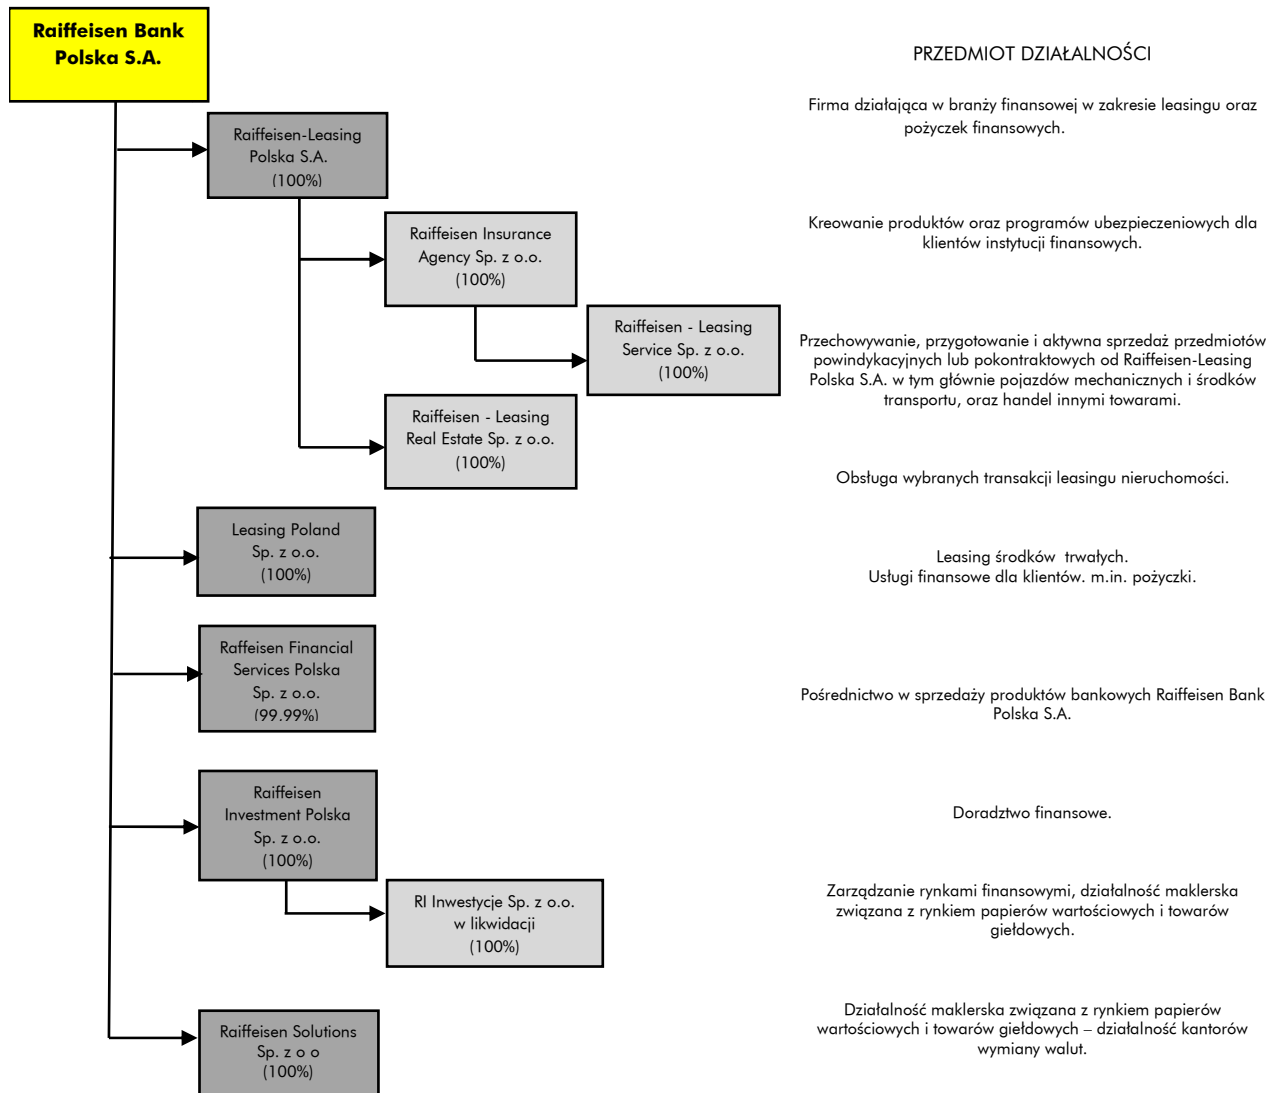 Raiffeisen Bank
Polska S.A.
PRZEDMIOT DZIAŁALNOŚCI
Firma działająca w branży finansowej w zakresie leasingu oraz
pożyczek finansowych.
Raiffeisen-Leasing
Polska S.A.
(100%)
Kreowanie produktów oraz programów ubezpieczeniowych dla
klientów instytucji finansowych.
Raiffeisen Insurance
Agency Sp. z o.o.
(100%)
Raiffeisen - Leasing
Service Sp. z o.o.
(100%)
Przechowywanie, przygotowanie i aktywna sprzedaż przedmiotów
powindykacyjnych lub pokontraktowych od Raiffeisen-Leasing
Polska S.A. w tym głównie pojazdów mechanicznych i środków
transportu, oraz handel innymi towarami.
Raiffeisen - Leasing
Real Estate Sp. z o.o.
(100%)
Obsługa wybranych transakcji leasingu nieruchomości.
Leasing Poland
Sp. z o.o.
(100%)
Leasing środków  trwałych.
Usługi finansowe dla klientów. m.in. pożyczki.
Raffeisen Financial
Services Polska
Sp. z o.o.
(99.99%)
Pośrednictwo w sprzedaży produktów bankowych Raiffeisen Bank
Polska S.A.
Raiffeisen
Investment Polska
Sp. z o.o.
(100%)
Doradztwo finansowe.
RI Inwestycje Sp. z o.o.
w likwidacji
(100%)
Zarządzanie rynkami finansowymi, działalność maklerska
związana z rynkiem papierów wartościowych i towarów
giełdowych.
Raiffeisen Solutions
Sp. z o o
(100%)
Działalność maklerska związana z rynkiem papierów
wartościowych i towarów giełdowych – działalność kantorów
wymiany walut.